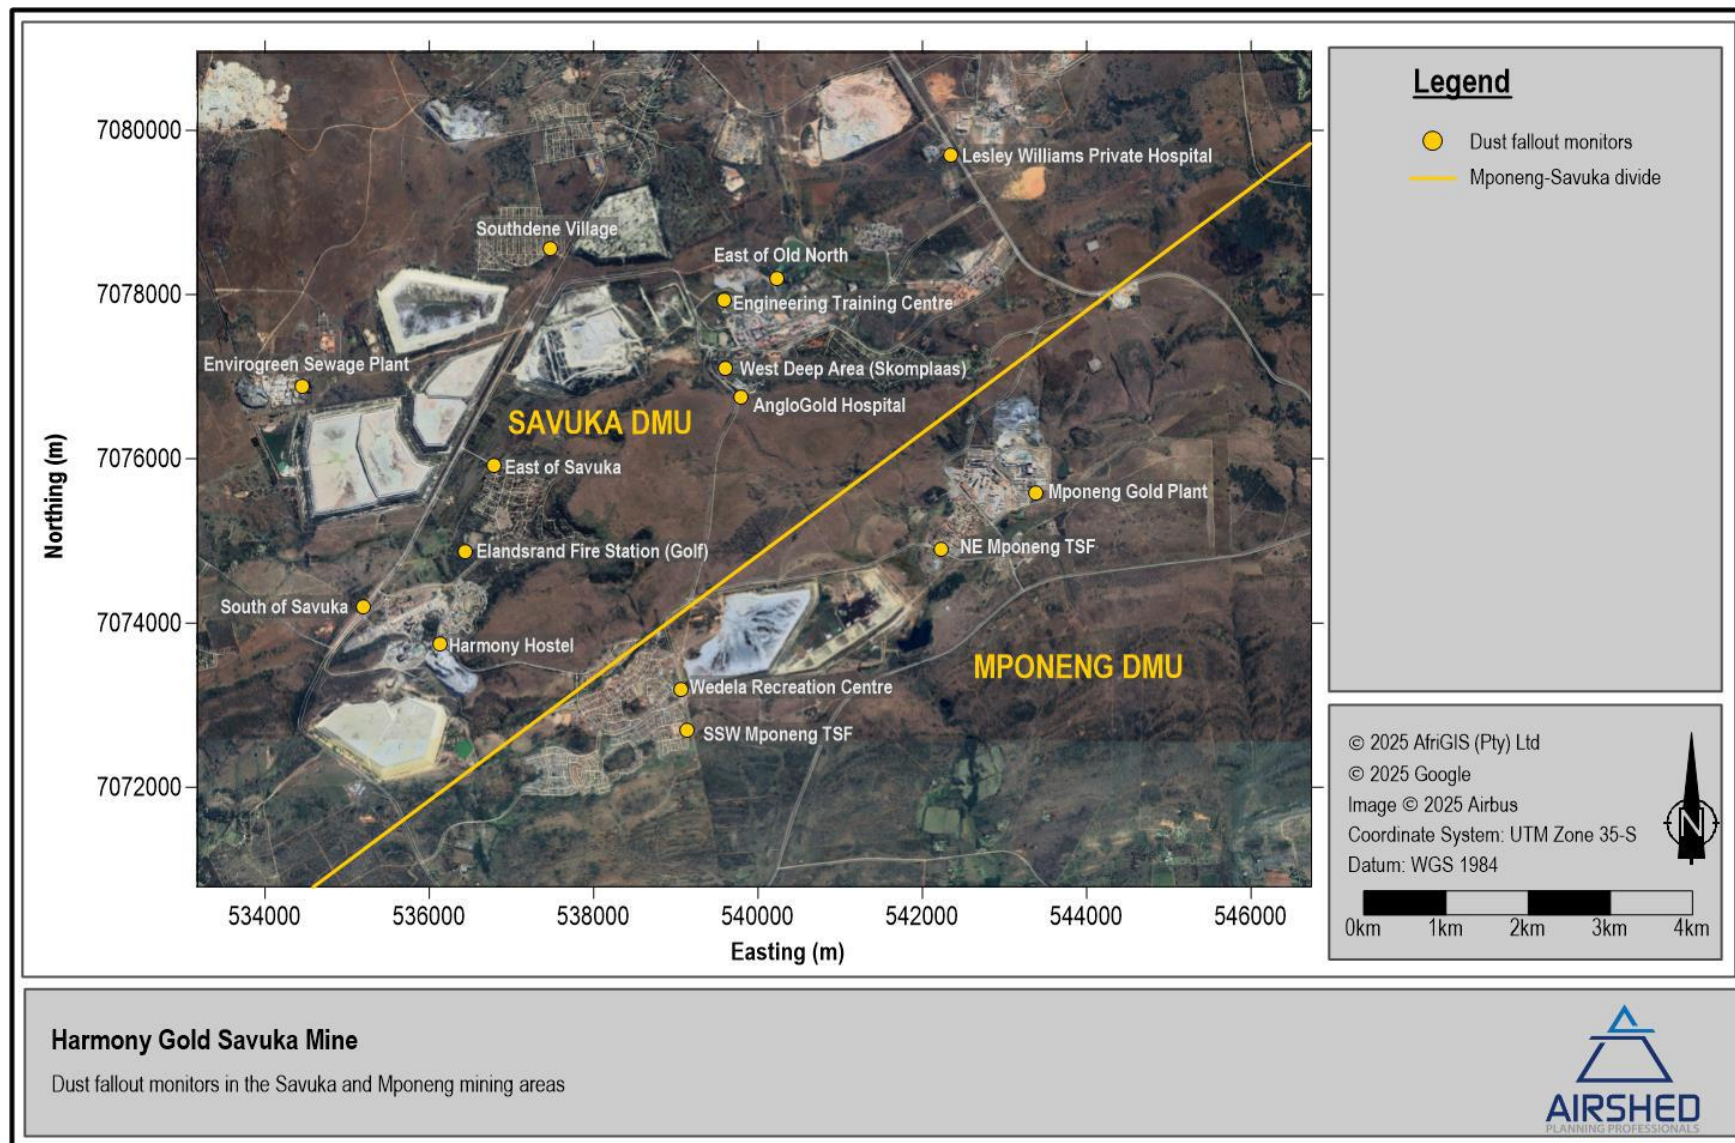 Legend
Dust fallout monitors
Mponeng-Savuka divide
7080000
7078000
7076000
7074000
7072000
Northing (m)
534000
536000
538000
540000
542000
544000
546000
Easting (m)
Lesley Williams Private Hospital
Southdene Village
East of Old North
Engineering Training Centre
Envirogreen Sewage Plant
West Deep Area (Skomplaas)
AngloGold Hospital
SAVUKA DMU
East of Savuka
Mponeng Gold Plant
Elandsrand Fire Station (Golf)
NE Mponeng TSF
South of Savuka
Harmony Hostel
MPONENG DMU
Wedela Recreation Centre
SSW Mponeng TSF
© 2025 AfriGIS (Pty) Ltd
© 2025 Google
Image © 2025 Airbus
Coordinate System: UTM Zone 35-S
Datum: WGS 1984
N
0km 1km 2km 3km 4km
Harmony Gold Savuka Mine
Dust fallout monitors in the Savuka and Mponeng mining areas
AIRSHED
PLANNING PROFESSIONALS